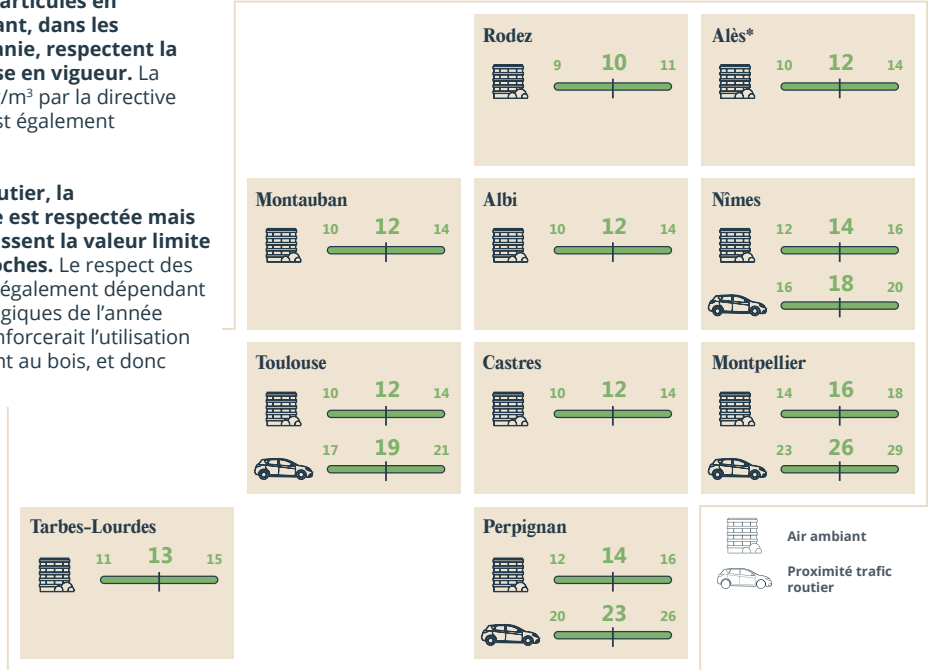 articules en
ant, dans les
anie, respectent la
se en vigueur. La
/m³ par la directive
st également
utier, la
e est respectée mais
ssent la valeur limite
oches. Le respect des
également dépendant
giques de l'année
nforcerait l'utilisation
nt au bois, et donc
Rodez
9 10 11
Alès*
10 12 14
Montauban
10 12 14
Albi
10 12 14
Nîmes
12 14 16
16 18 20
Toulouse
10 12 14
17 19 21
Castres
10 12 14
Montpellier
14 16 18
23 26 29
Tarbes-Lourdes
11 13 15
Perpignan
12 14 16
20 23 26
Air ambiant
Proximité trafic
routier